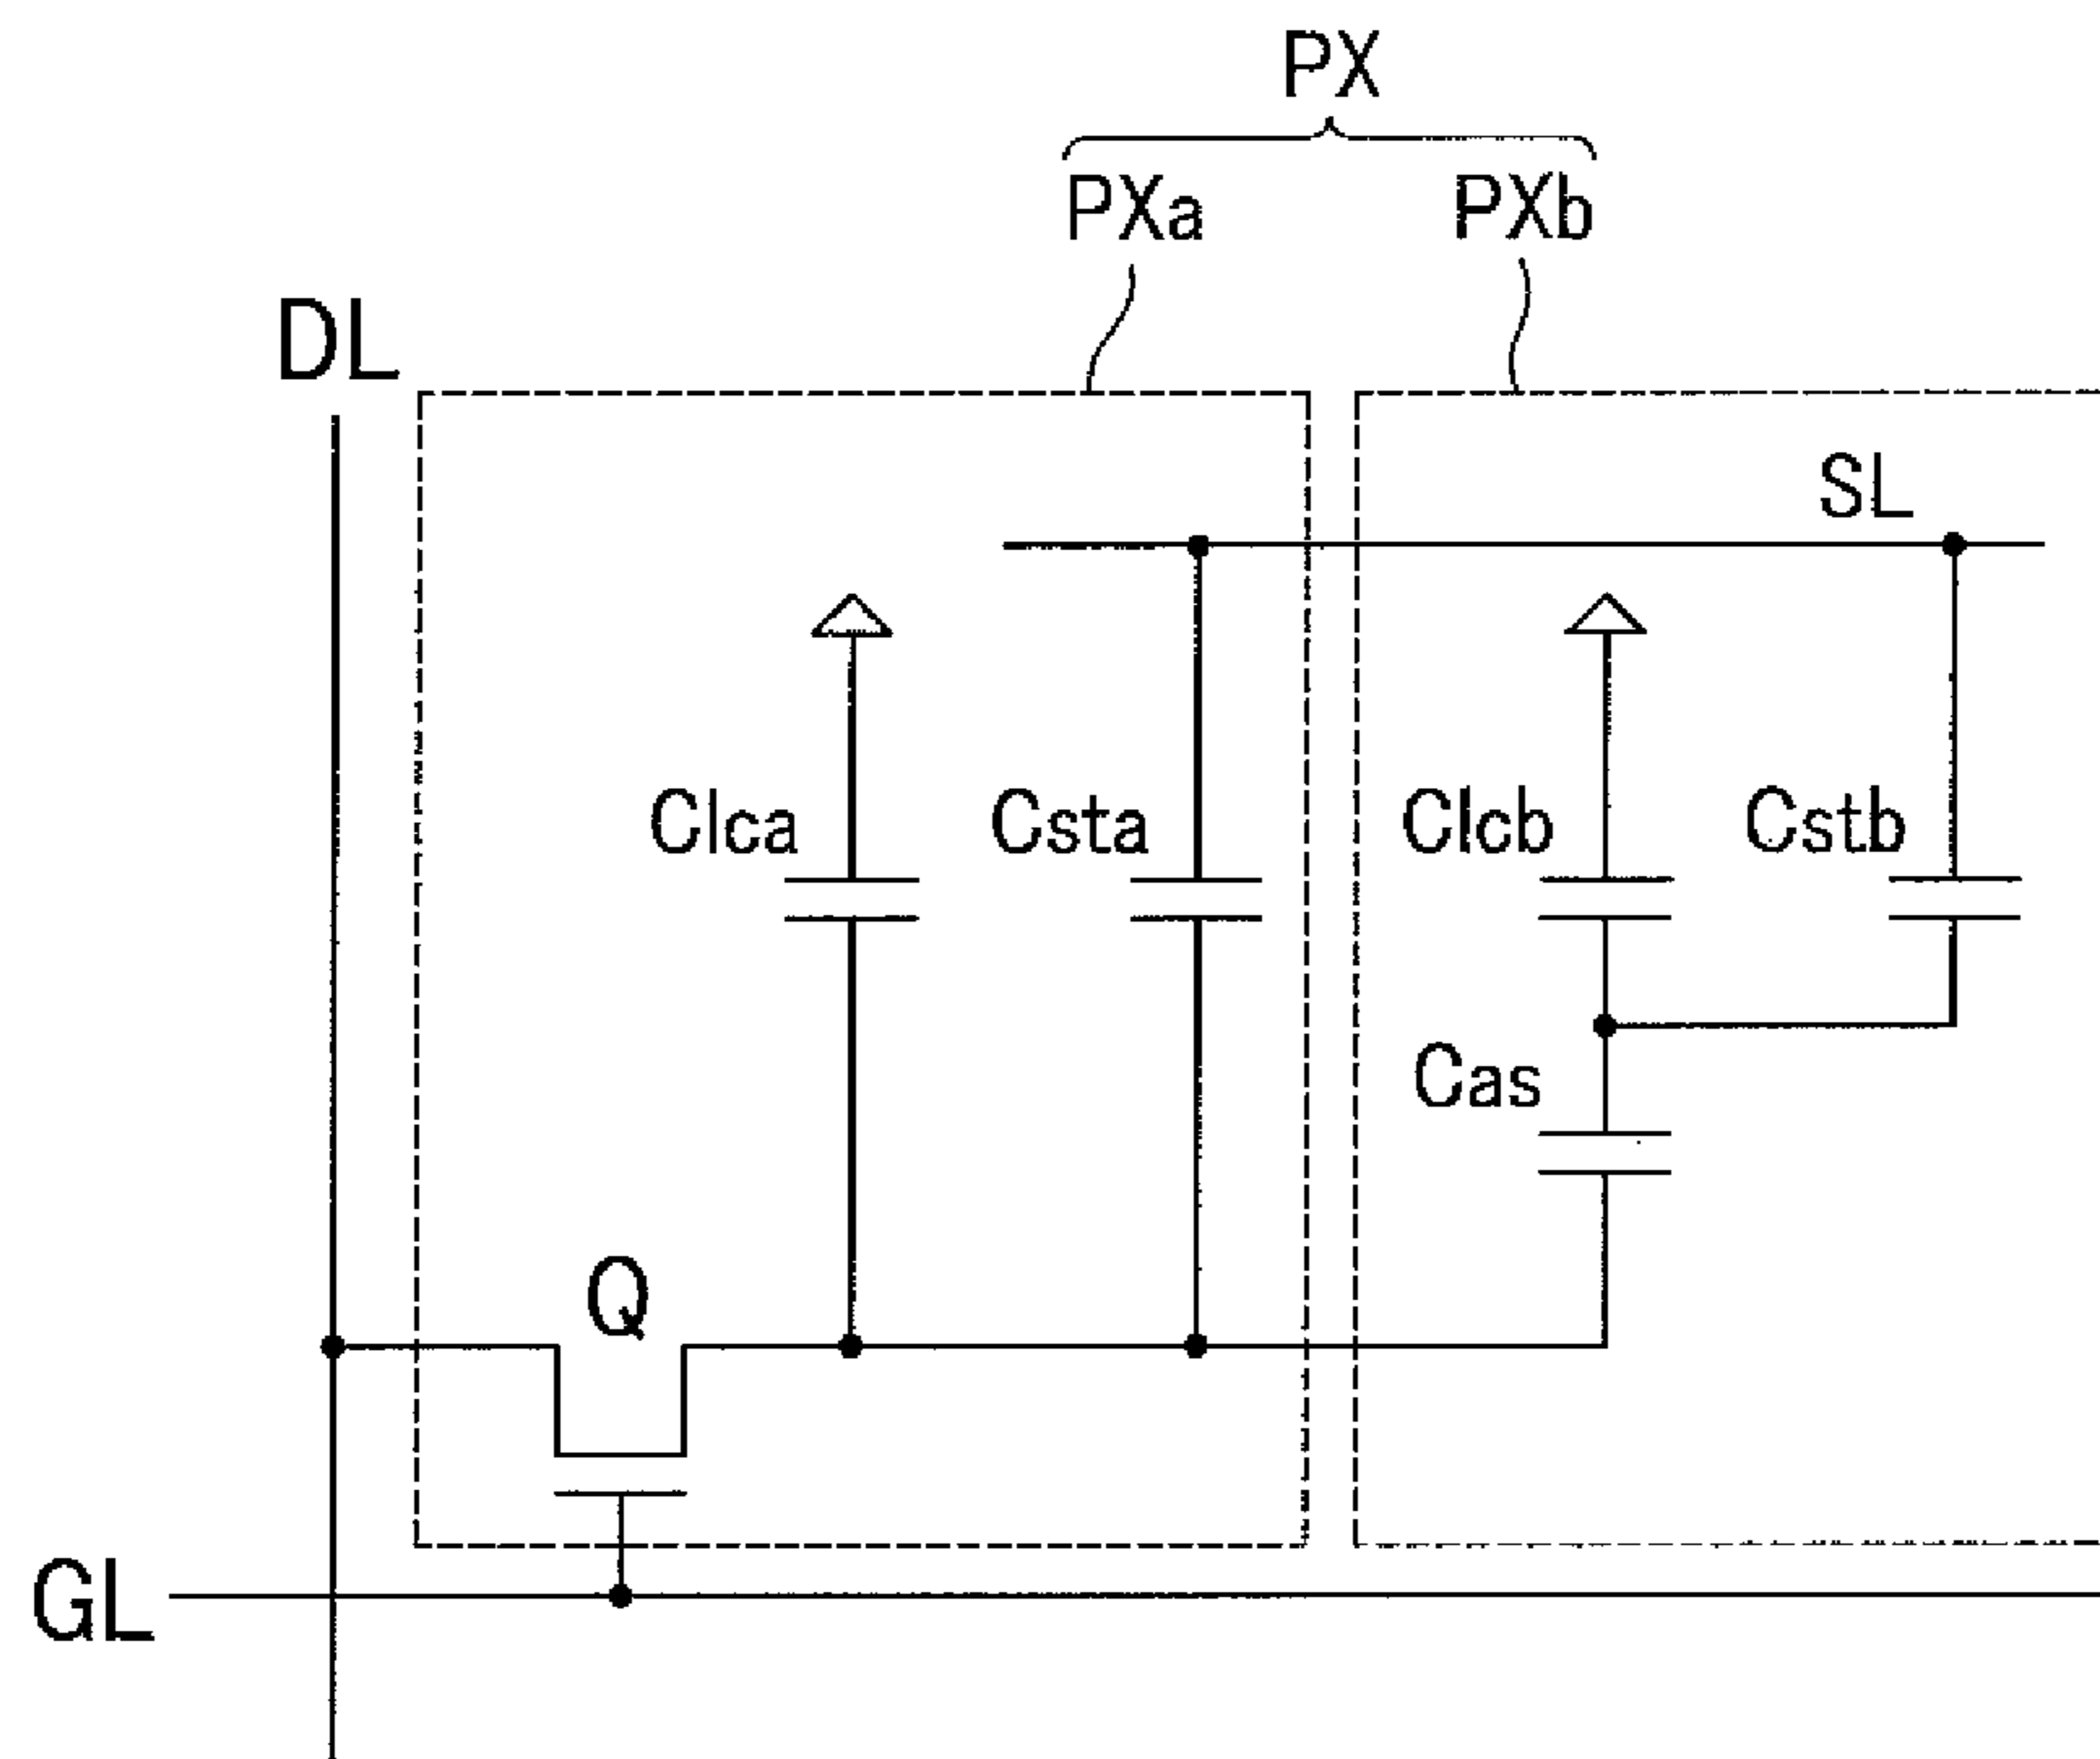 PX
PXa PXb
DL
SL
Clca Csta Clcb Cstb
Cas
Q
GL